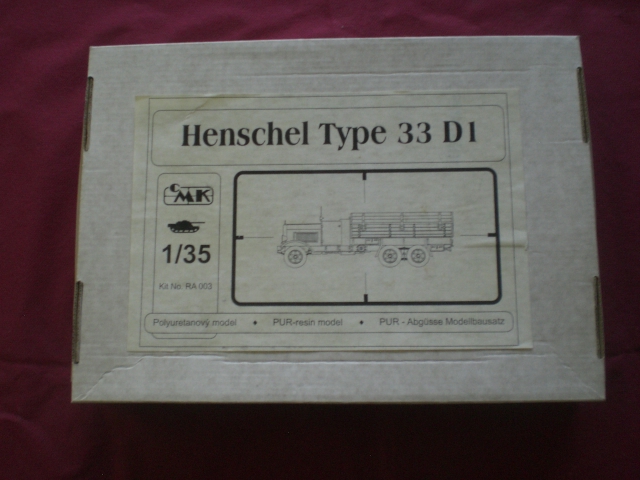 Henschel Type 33 D1
CMK
1/35
Kit No. RA 003
Polyuretanový model • PUR-resin model • PUR - Abgüsse Modellbausatz